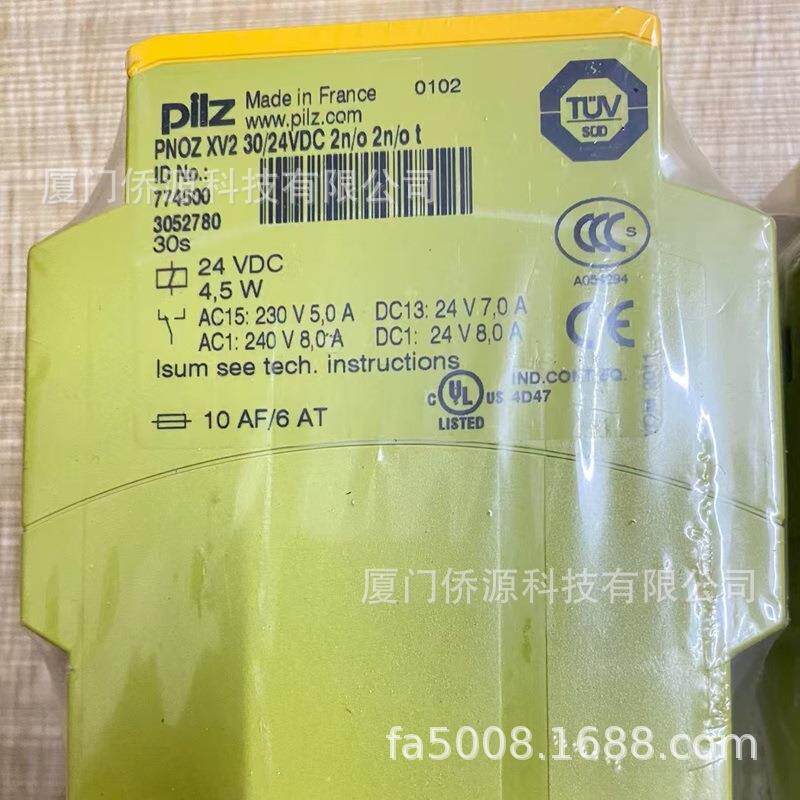 pilz Made in France 0102
www.pilz.com
PNOZ XV2 30/24VDC 2n/o 2n/o t
ID No.:
774500
3052780
30s
厦门侨源科技有限公司
TÜV
SÜD
CCC S
A054294
24 VDC
4,5 W
AC15: 230 V 5,0 A DC13: 24 V 7,0 A
AC1: 240 V 8,0 A DC1: 24 V 8,0 A
Isum see tech. instructions
CE
C UL US IND.CONT.EQ.
4D47
LISTED
10 AF/6 AT
厦门侨源科技有限公司
fa5008.1688.com